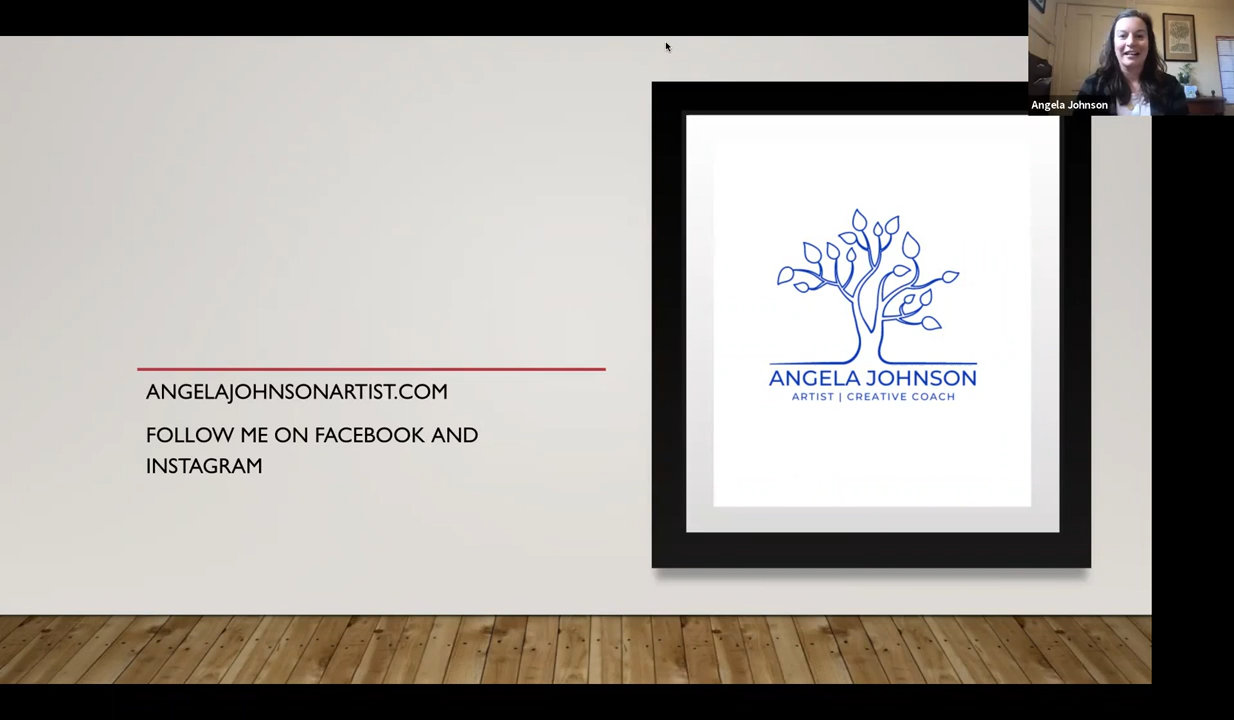 Angela Johnson
ANGELAJOHNSONARTIST.COM
FOLLOW ME ON FACEBOOK AND
INSTAGRAM
ANGELA JOHNSON
ARTIST | CREATIVE COACH